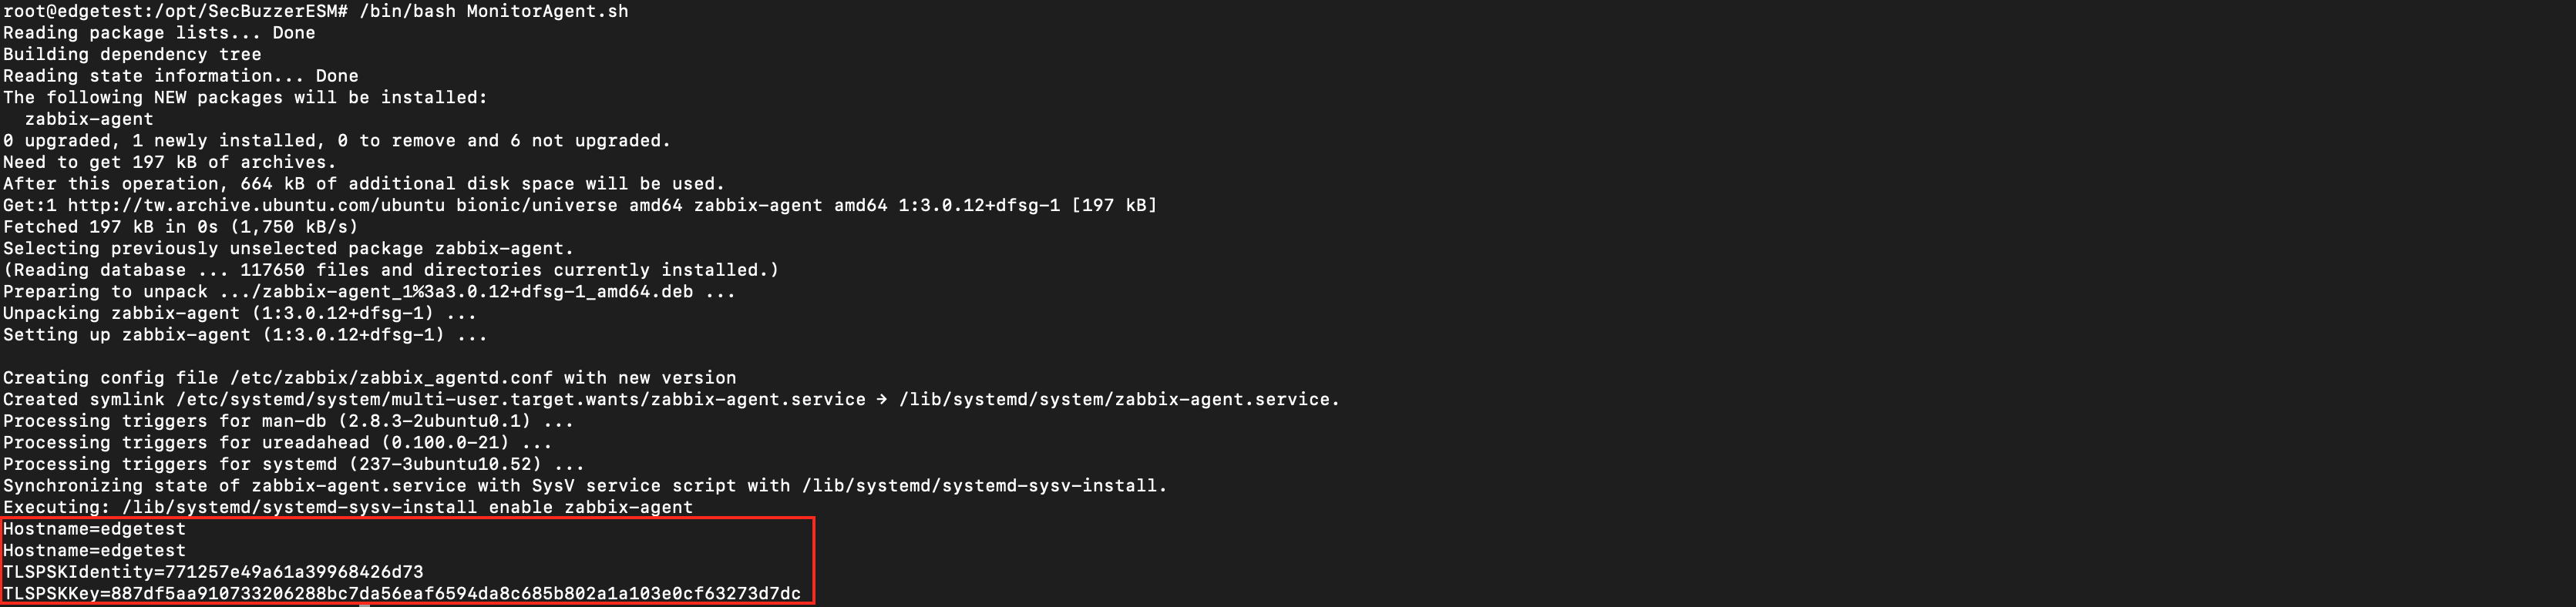 root@edgetest:/opt/SecBuzzerESM# /bin/bash MonitorAgent.sh
Reading package lists... Done
Building dependency tree
Reading state information... Done
The following NEW packages will be installed:
  zabbix-agent
0 upgraded, 1 newly installed, 0 to remove and 6 not upgraded.
Need to get 197 kB of archives.
After this operation, 664 kB of additional disk space will be used.
Get:1 http://tw.archive.ubuntu.com/ubuntu bionic/universe amd64 zabbix-agent amd64 1:3.0.12+dfsg-1 [197 kB]
Fetched 197 kB in 0s (1,750 kB/s)
Selecting previously unselected package zabbix-agent.
(Reading database ... 117650 files and directories currently installed.)
Preparing to unpack .../zabbix-agent_1%3a3.0.12+dfsg-1_amd64.deb ...
Unpacking zabbix-agent (1:3.0.12+dfsg-1) ...
Setting up zabbix-agent (1:3.0.12+dfsg-1) ...

Creating config file /etc/zabbix/zabbix_agentd.conf with new version
Created symlink /etc/systemd/system/multi-user.target.wants/zabbix-agent.service → /lib/systemd/system/zabbix-agent.service.
Processing triggers for man-db (2.8.3-2ubuntu0.1) ...
Processing triggers for ureadahead (0.100.0-21) ...
Processing triggers for systemd (237-3ubuntu10.52) ...
Synchronizing state of zabbix-agent.service with SysV service script with /lib/systemd/systemd-sysv-install.
Executing: /lib/systemd/systemd-sysv-install enable zabbix-agent
Hostname=edgetest
Hostname=edgetest
TLSPSKIdentity=771257e49a61a39968426d73
TLSPSKKey=887df5aa910733206288bc7da56eaf6594da8c685b802a1a103e0cf63273d7dc